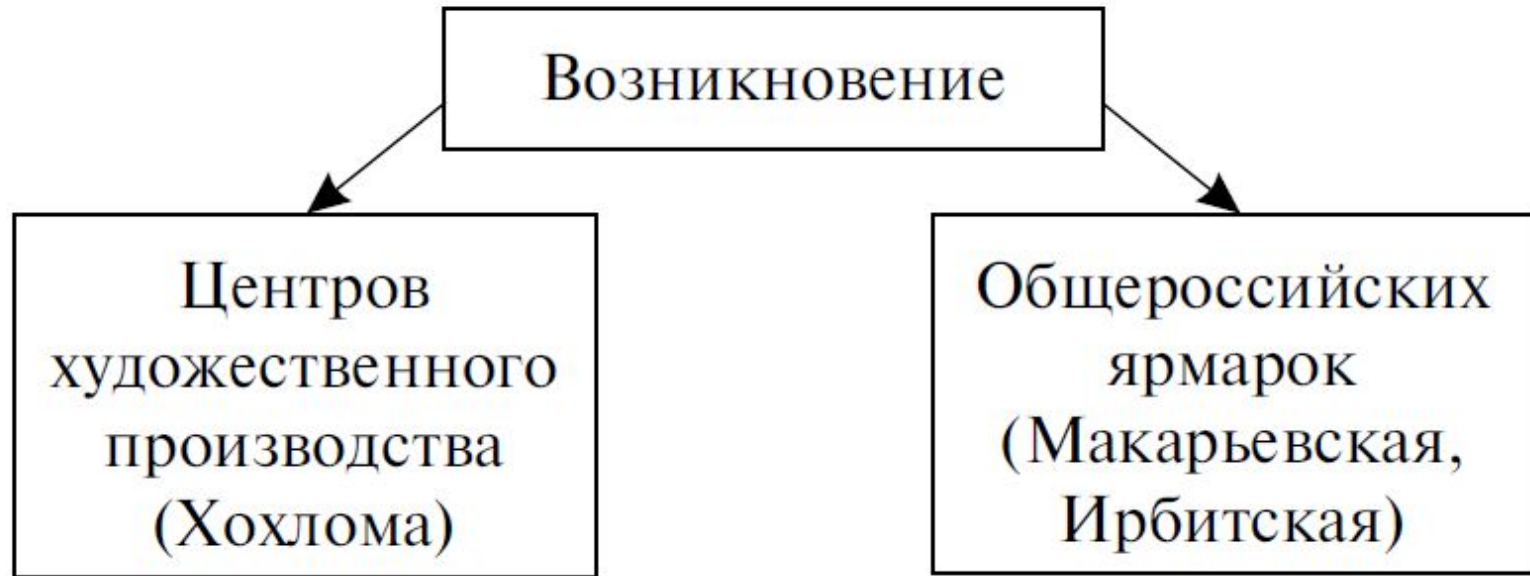 Возникновение
Центров
художественного
производства
(Хохлома)
Общероссийских
ярмарок
(Макарьевская,
Ирбитская)